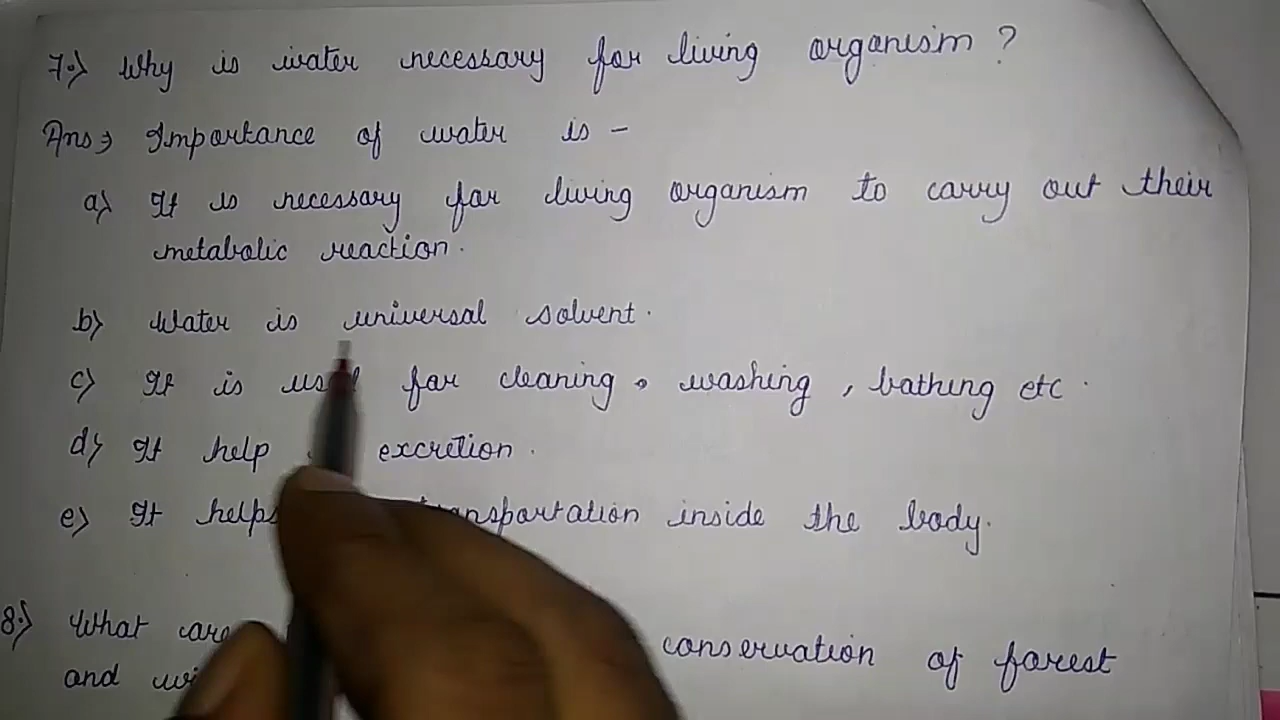 7.) Why is water necessary for living organism ?
Ans → Importance of water is -
a) It is necessary for living organism to carry out their
metabolic reaction.
b) Water is universal solvent.
c) It is used for cleaning , washing , bathing etc .
d) It help excretion .
e) It helps transportation inside the body.
8.) What are conservation of forest
and